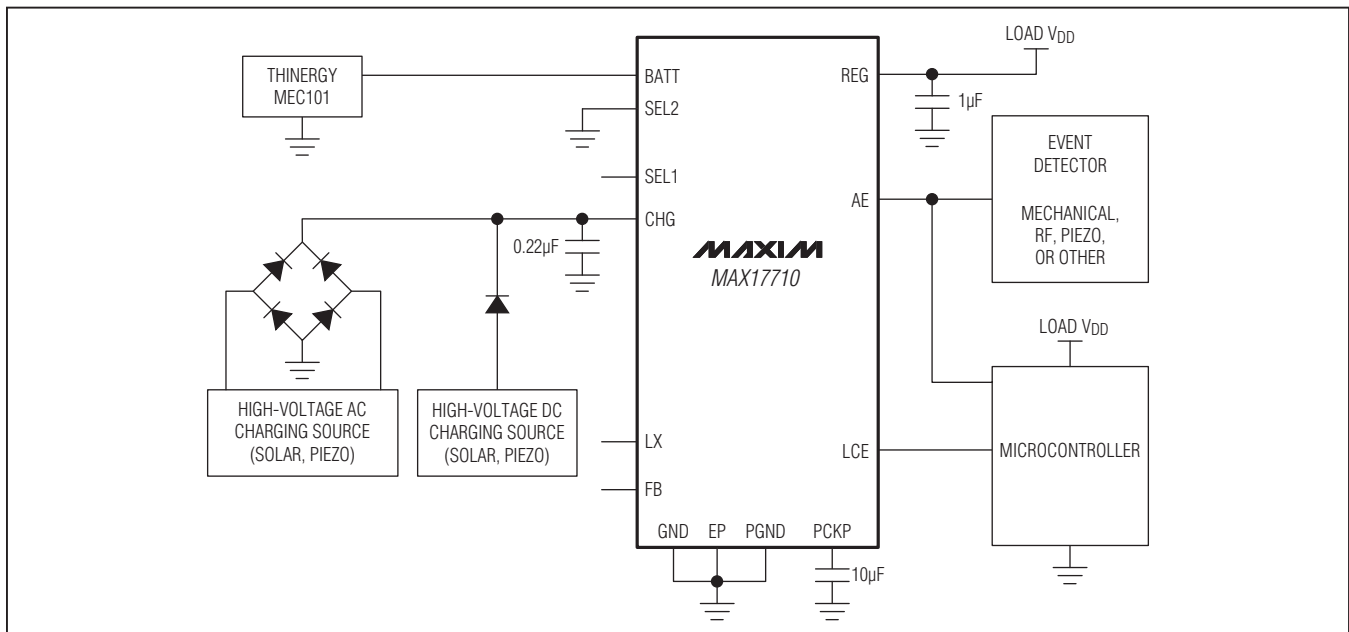 THINERGY
MEC101
BATT
SEL2
SEL1
CHG
0.22µF
HIGH-VOLTAGE AC
CHARGING SOURCE
(SOLAR, PIEZO)
HIGH-VOLTAGE DC
CHARGING SOURCE
(SOLAR, PIEZO)
LX
FB
MAXIM
MAX17710
GND
EP
PGND
PCKP
10µF
REG
LOAD VDD
1µF
AE
EVENT
DETECTOR
MECHANICAL,
RF, PIEZO,
OR OTHER
LOAD VDD
LCE
MICROCONTROLLER